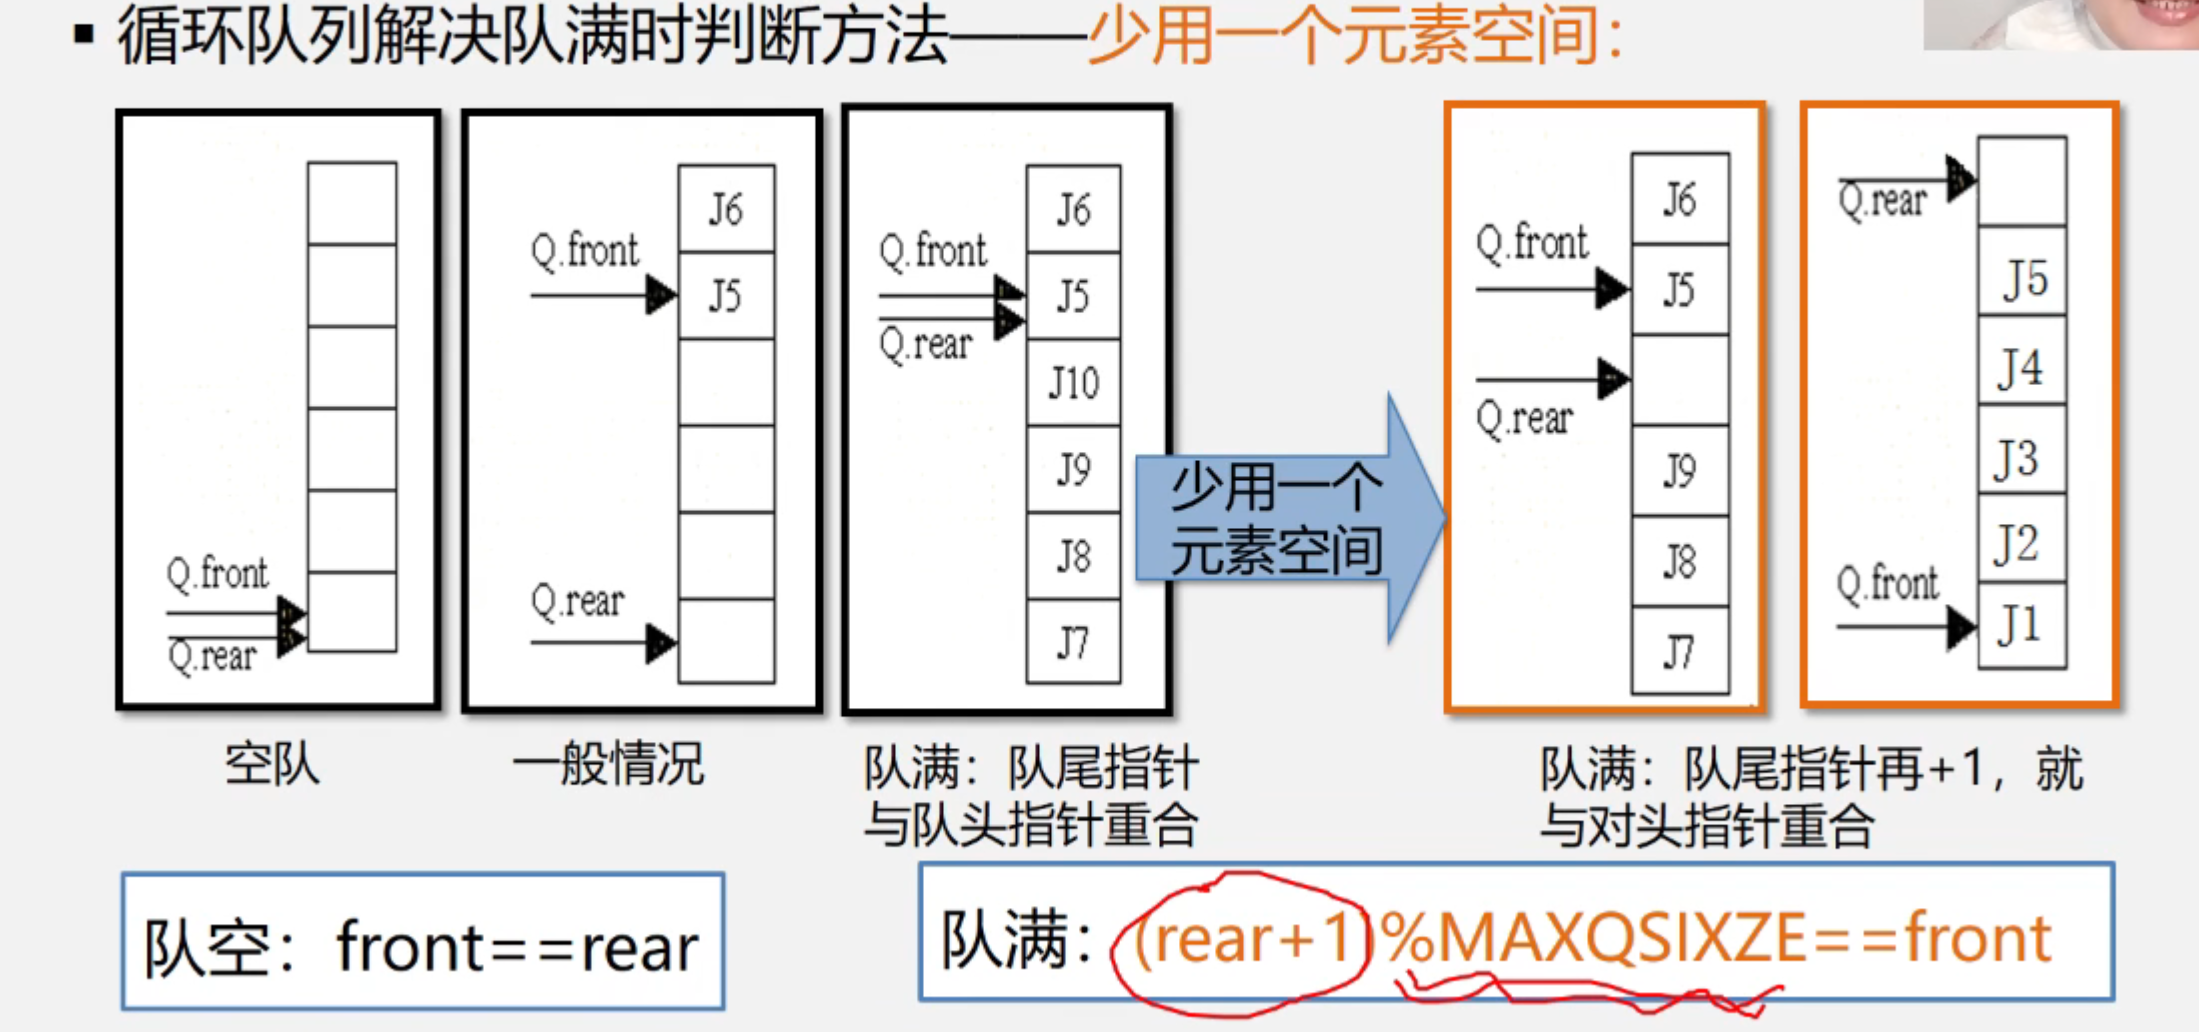 ▪ 循环队列解决队满时判断方法——少用一个元素空间：
Q.front
Q.rear
空队
J6
Q.front
J5
Q.rear
一般情况
J6
Q.front
J5
Q.rear
J10
J9
J8
J7
队满：队尾指针
与队头指针重合
少用一个
元素空间
J6
Q.front
J5
Q.rear
J9
J8
J7
Q.rear
J5
J4
J3
J2
Q.front
J1
队满：队尾指针再+1，就
与对头指针重合
队空：front==rear
队满：(rear+1)%MAXQSIXZE==front